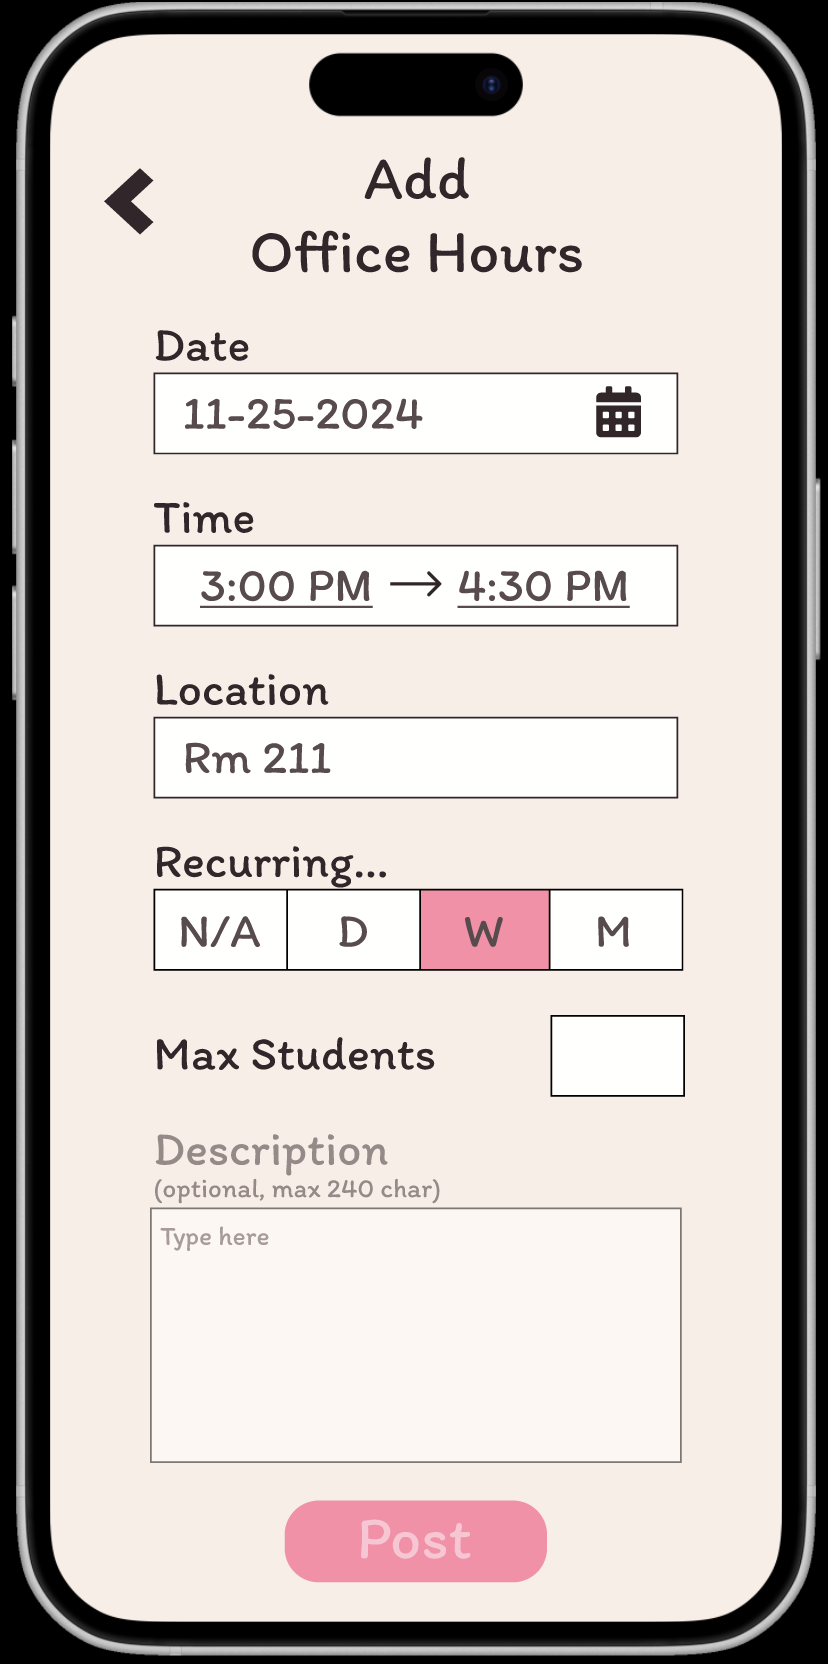 Add
Office Hours
Date
11-25-2024
Time
3:00 PM → 4:30 PM
Location
Rm 211
Recurring...
N/A D W M
Max Students
Description
(optional, max 240 char)
Type here
Post